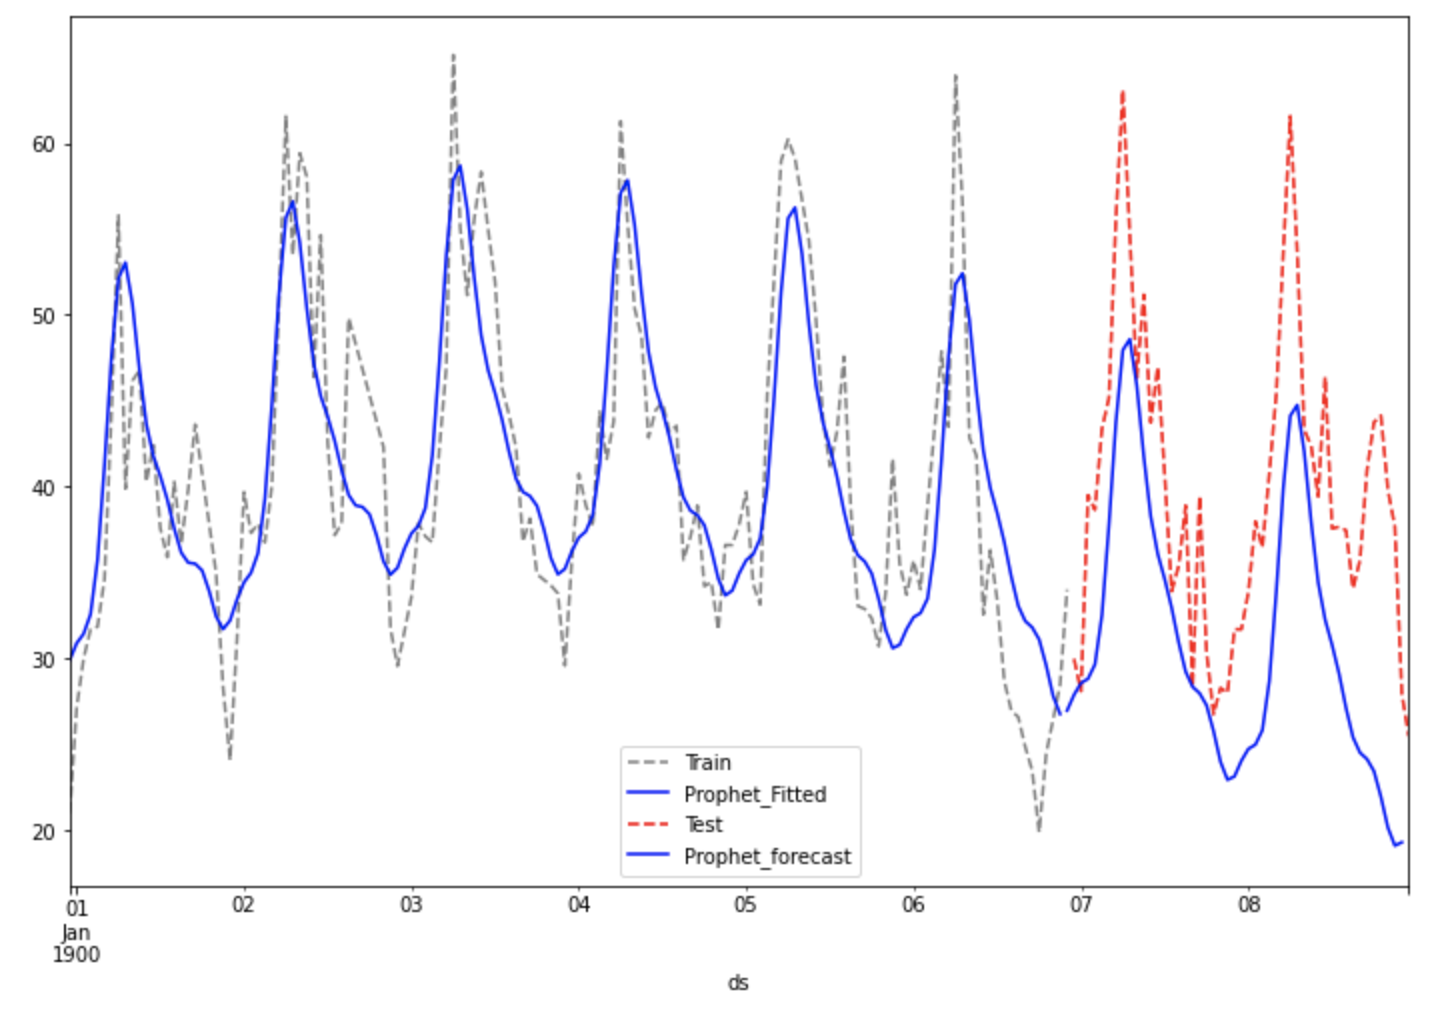 60
50
40
30
20
Train
Prophet_Fitted
Test
Prophet_forecast
01 02 03 04 05 06 07 08
Jan
1900
ds